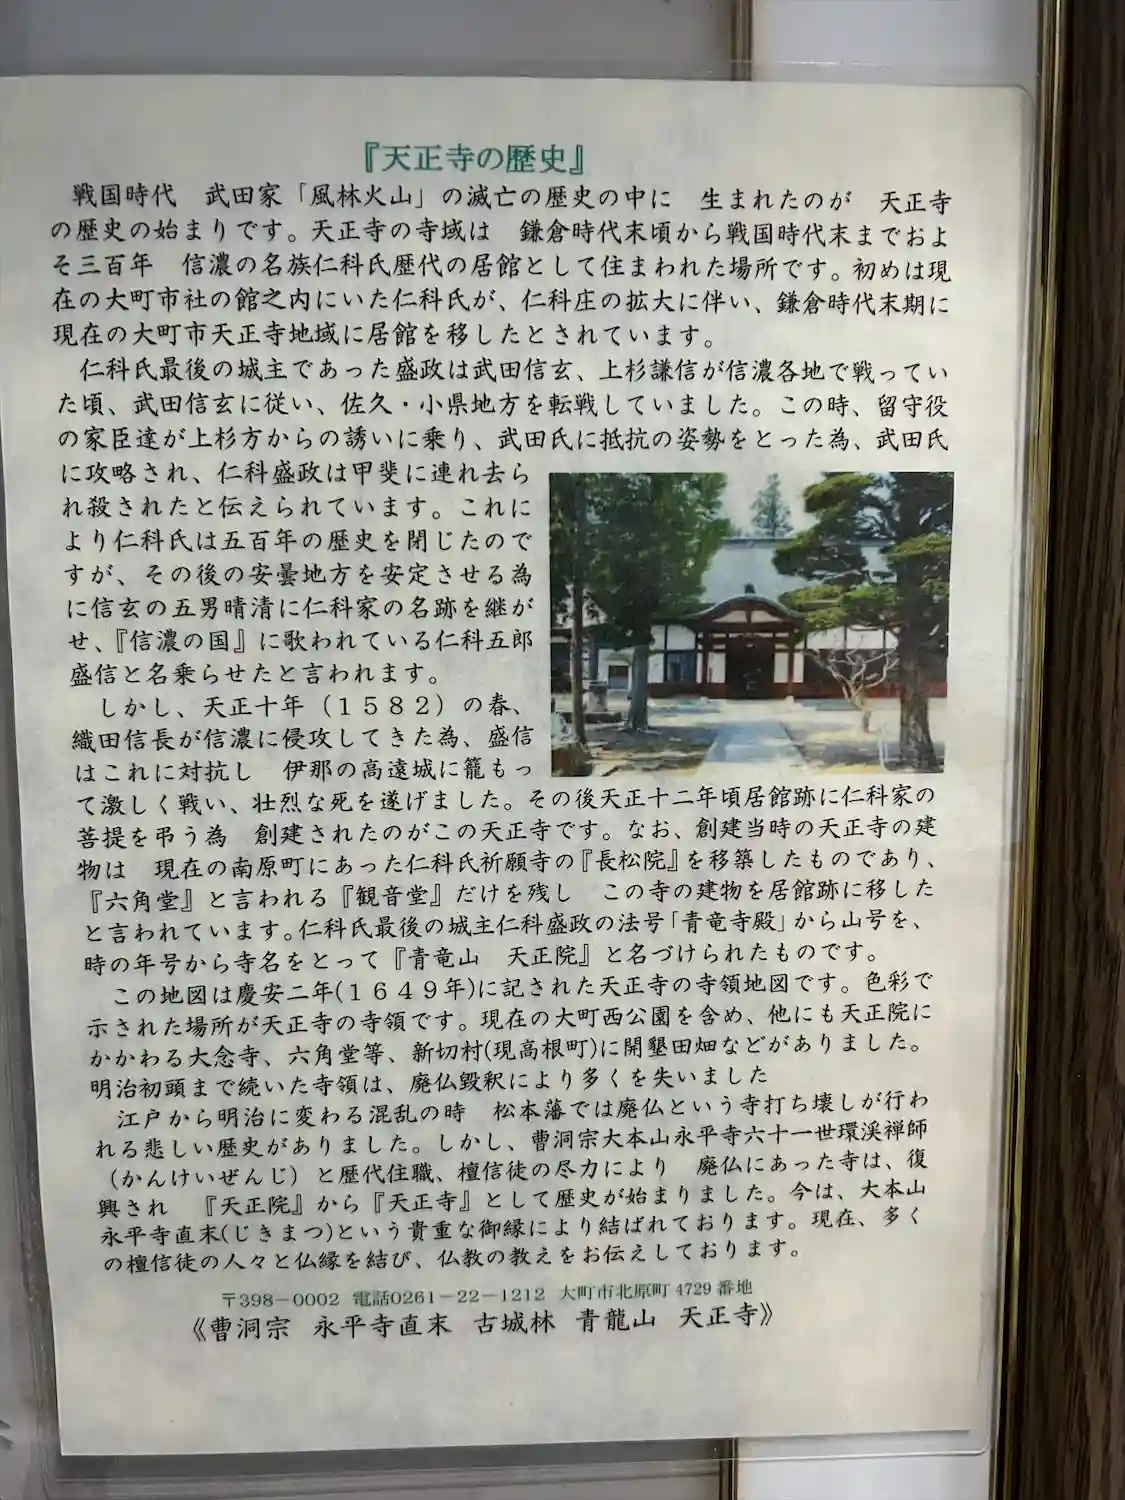 『天正寺の歴史』
戦国時代　武田家「風林火山」の滅亡の歴史の中に　生まれたのが　天正寺
の歴史の始まりです。天正寺の寺域は　鎌倉時代末頃から戦国時代末までおよ
そ三百年　信濃の名族仁科氏歴代の居館として住まわれた場所です。初めは現
在の大町市社の館之内にいた仁科氏が、仁科庄の拡大に伴い、鎌倉時代末期に
現在の大町市天正寺地域に居館を移したとされています。
仁科氏最後の城主であった盛政は武田信玄、上杉謙信が信濃各地で戦ってい
た頃、武田信玄に従い、佐久・小県地方を転戦していました。この時、留守役
の家臣達が上杉方からの誘いに乗り、武田氏に抵抗の姿勢をとった為、武田氏
に攻略され、仁科盛政は甲斐に連れ去ら
れ殺されたと伝えられています。これに
より仁科氏は五百年の歴史を閉じたので
すが、その後の安曇地方を安定させる為
に信玄の五男晴清に仁科家の名跡を継が
せ、『信濃の国』に歌われている仁科五郎
盛信と名乗らせたと言われます。
しかし、天正十年（１５８２）の春、
織田信長が信濃に侵攻してきた為、盛信
はこれに対抗し　伊那の高遠城に籠もっ
て激しく戦い、壮烈な死を遂げました。その後天正十二年頃居館跡に仁科家の
菩提を弔う為　創建されたのがこの天正寺です。なお、創建当時の天正寺の建
物は　現在の南原町にあった仁科氏祈願寺の『長松院』を移築したものであり、
『六角堂』と言われる『観音堂』だけを残し　この寺の建物を居館跡に移した
と言われています。仁科氏最後の城主仁科盛政の法号「青竜寺殿」から山号を、
時の年号から寺名をとって『青竜山　天正院』と名づけられたものです。
この地図は慶安二年(１６４９年)に記された天正寺の寺領地図です。色彩で
示された場所が天正寺の寺領です。現在の大町西公園を含め、他にも天正院に
かかわる大念寺、六角堂等、新切村(現高根町)に開墾田畑などがありました。
明治初頭まで続いた寺領は、廃仏毀釈により多くを失いました
江戸から明治に変わる混乱の時　松本藩では廃仏という寺打ち壊しが行わ
れる悲しい歴史がありました。しかし、曹洞宗大本山永平寺六十一世環渓禅師
（かんけいぜんじ）と歴代住職、檀信徒の尽力により　廃仏にあった寺は、復
興され　『天正院』から『天正寺』として歴史が始まりました。今は、大本山
永平寺直末(じきまつ)という貴重な御縁により結ばれております。現在、多く
の檀信徒の人々と仏縁を結び、仏教の教えをお伝えしております。
〒398－0002　電話0261－22－1212　大町市北原町 4729 番地
《曹洞宗　永平寺直末　古城林　青龍山　天正寺》